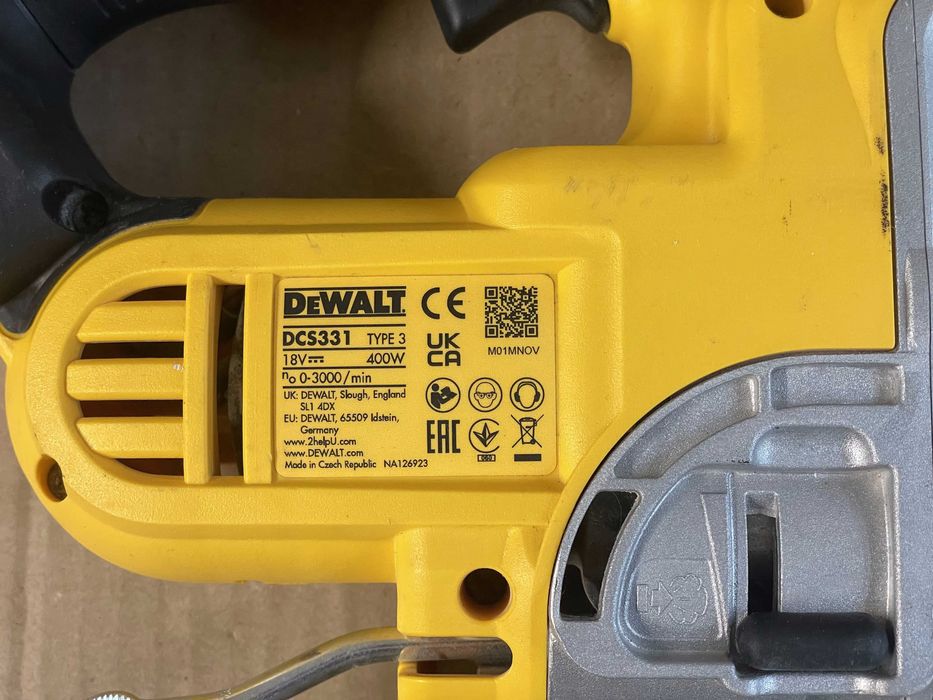 DEWALT
DCS331 TYPE 3
18V⎓ 400W
n₀ 0-3000/min
UK: DEWALT, Slough, England
SL1 4DX
EU: DEWALT, 65509 Idstein,
Germany
www.2helpU.com
www.DEWALT.com
Made in Czech Republic NA126923
CE
M01MNOV
UK
CA
EAC